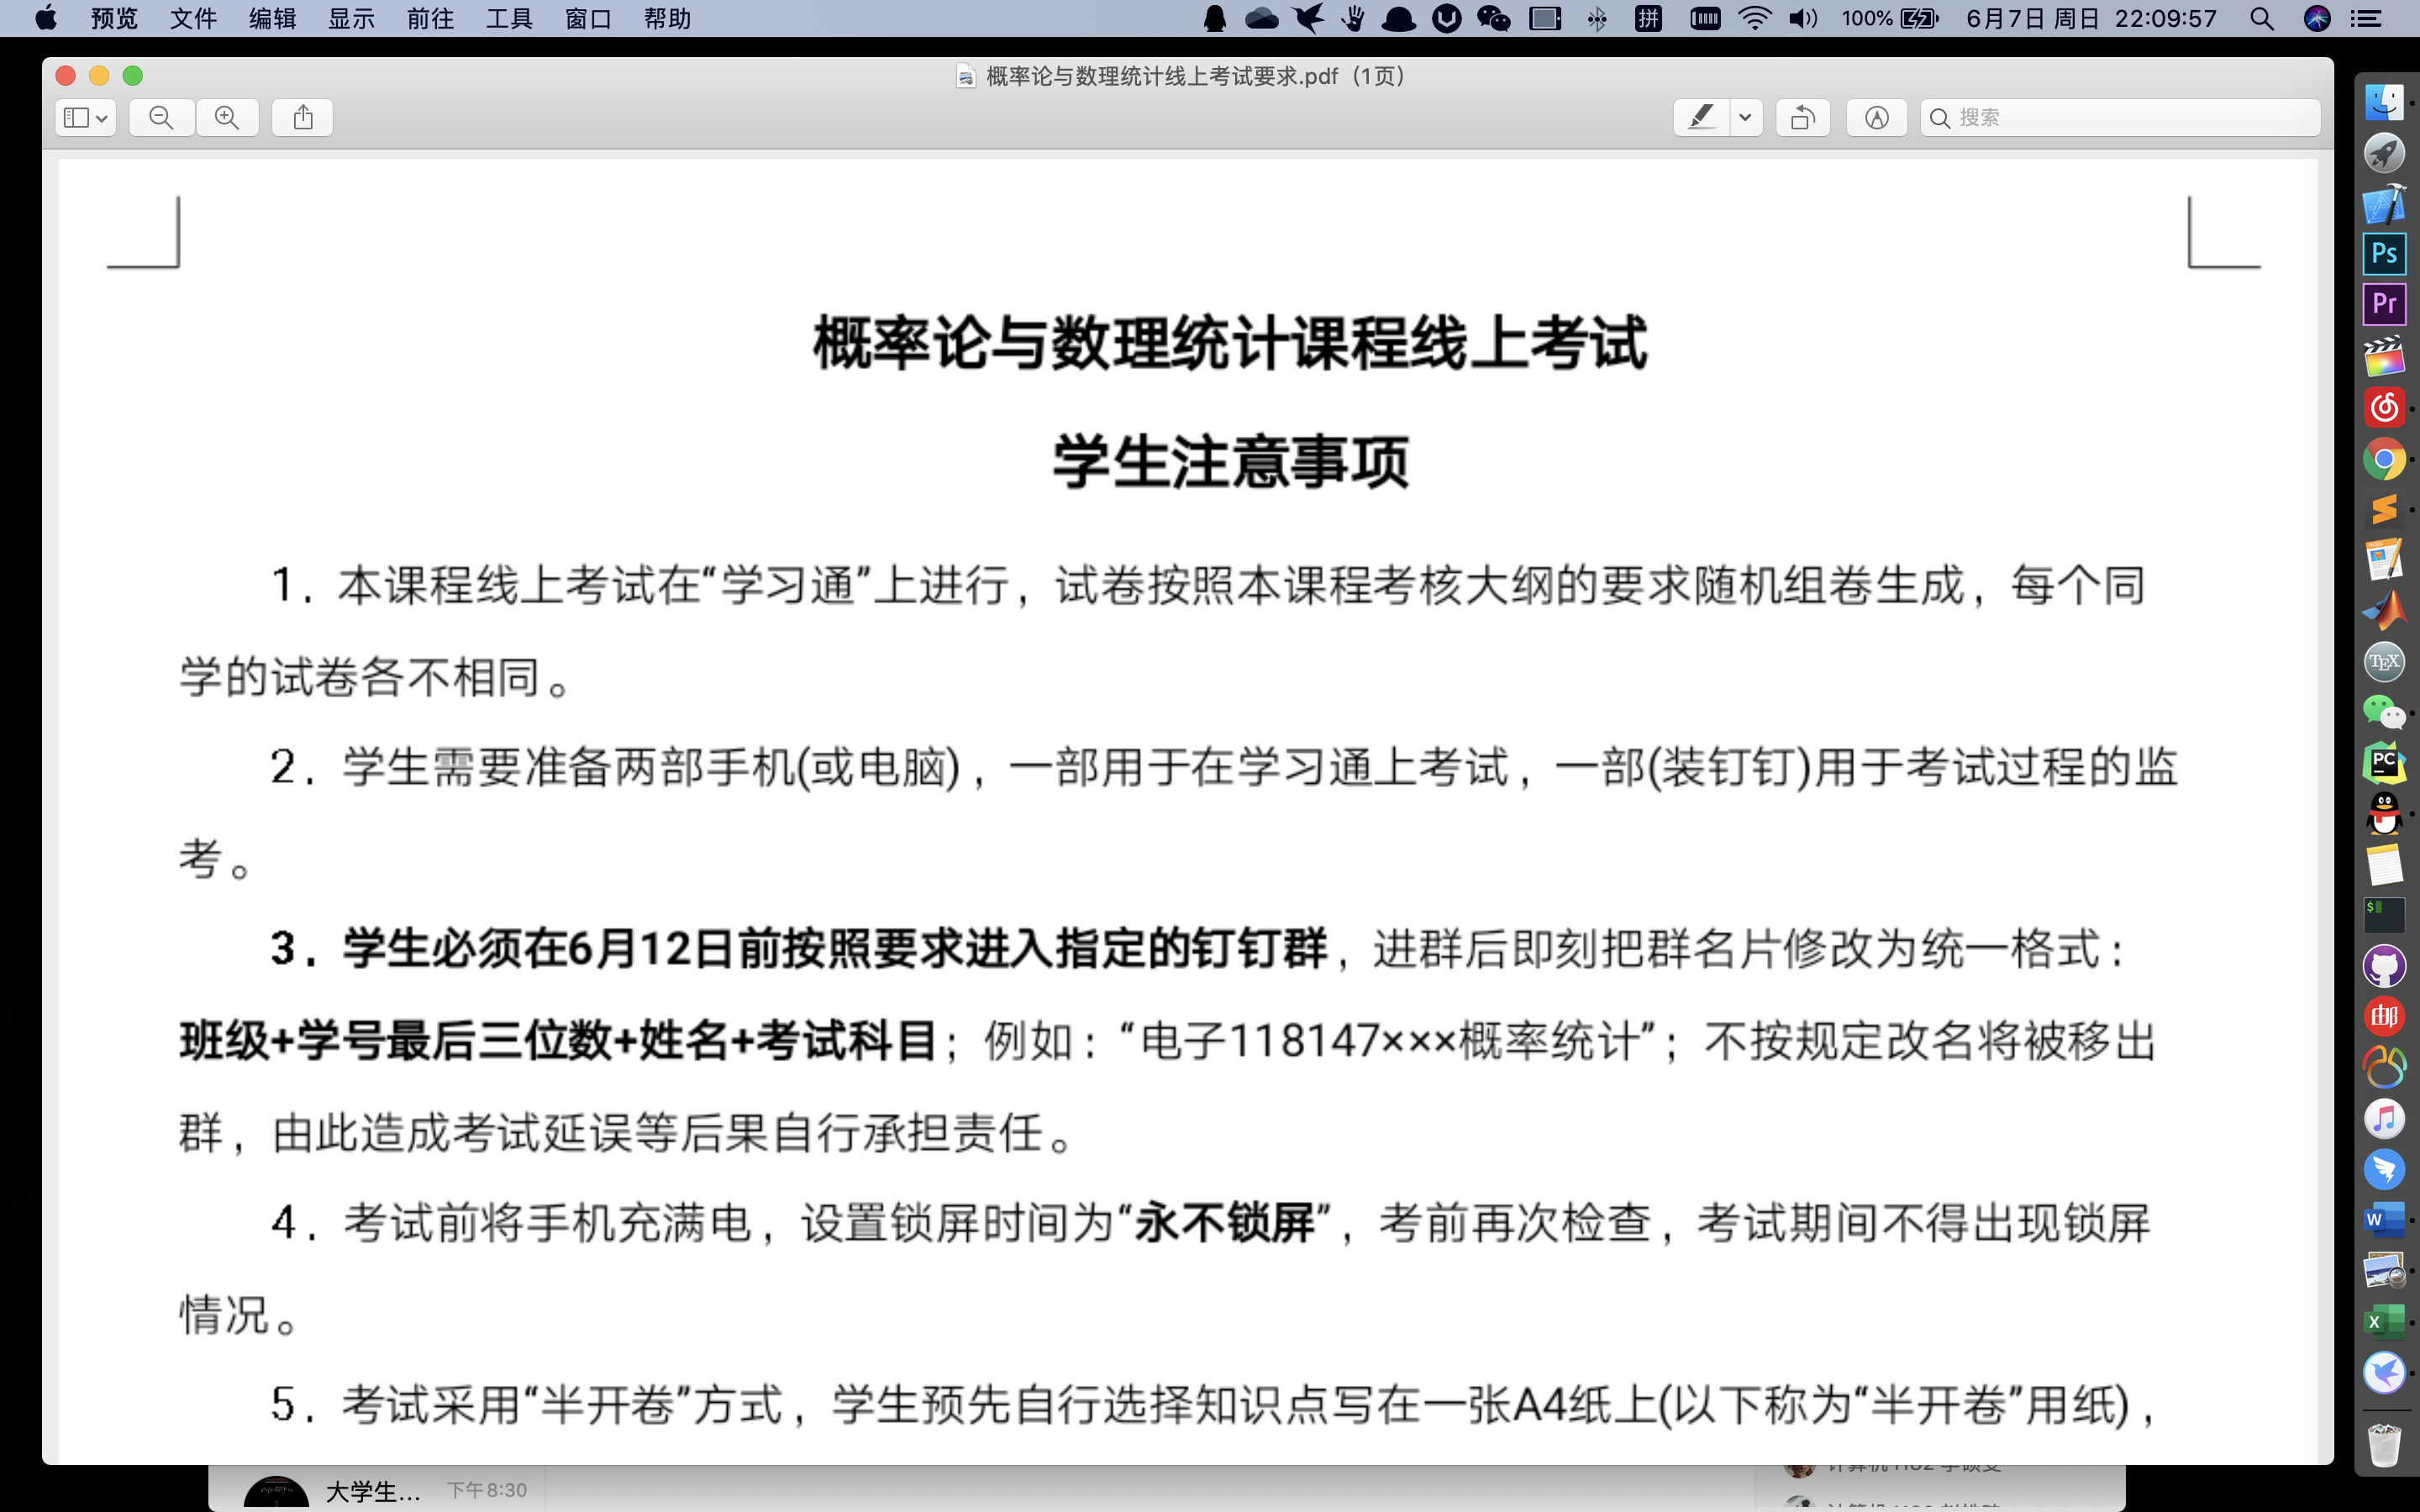 预览 文件 编辑 显示 前往 工具 窗口 帮助 拼 100% 6月7日 周日 22:09:57
概率论与数理统计线上考试要求.pdf（1页）
搜索
概率论与数理统计课程线上考试
学生注意事项
1．本课程线上考试在“学习通”上进行，试卷按照本课程考核大纲的要求随机组卷生成，每个同
学的试卷各不相同。
2．学生需要准备两部手机(或电脑)，一部用于在学习通上考试，一部(装钉钉)用于考试过程的监
考。
3．学生必须在6月12日前按照要求进入指定的钉钉群，进群后即刻把群名片修改为统一格式：
班级+学号最后三位数+姓名+考试科目；例如：“电子118147×××概率统计”；不按规定改名将被移出
群，由此造成考试延误等后果自行承担责任。
4．考试前将手机充满电，设置锁屏时间为“永不锁屏”，考前再次检查，考试期间不得出现锁屏
情况。
5．考试采用“半开卷”方式，学生预先自行选择知识点写在一张A4纸上(以下称为“半开卷”用纸)，
大学生... 下午8:30
Ps
Pr
TEX
PC
$
邮
W
X